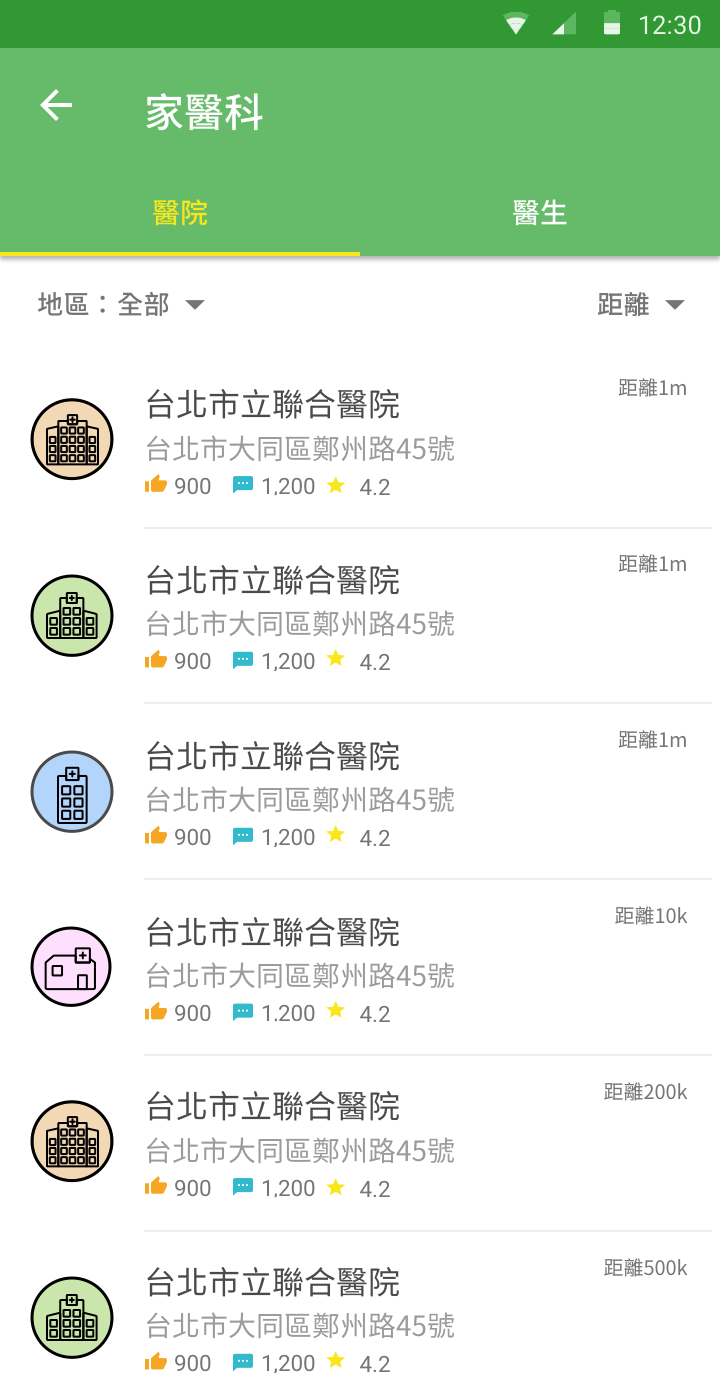 12:30
家醫科
醫院 醫生
地區：全部 距離
台北市立聯合醫院 距離1m
台北市大同區鄭州路45號
900 1,200 4.2
台北市立聯合醫院 距離1m
台北市大同區鄭州路45號
900 1,200 4.2
台北市立聯合醫院 距離1m
台北市大同區鄭州路45號
900 1,200 4.2
台北市立聯合醫院 距離10k
台北市大同區鄭州路45號
900 1.200 4.2
台北市立聯合醫院 距離200k
台北市大同區鄭州路45號
900 1,200 4.2
台北市立聯合醫院 距離500k
台北市大同區鄭州路45號
900 1,200 4.2